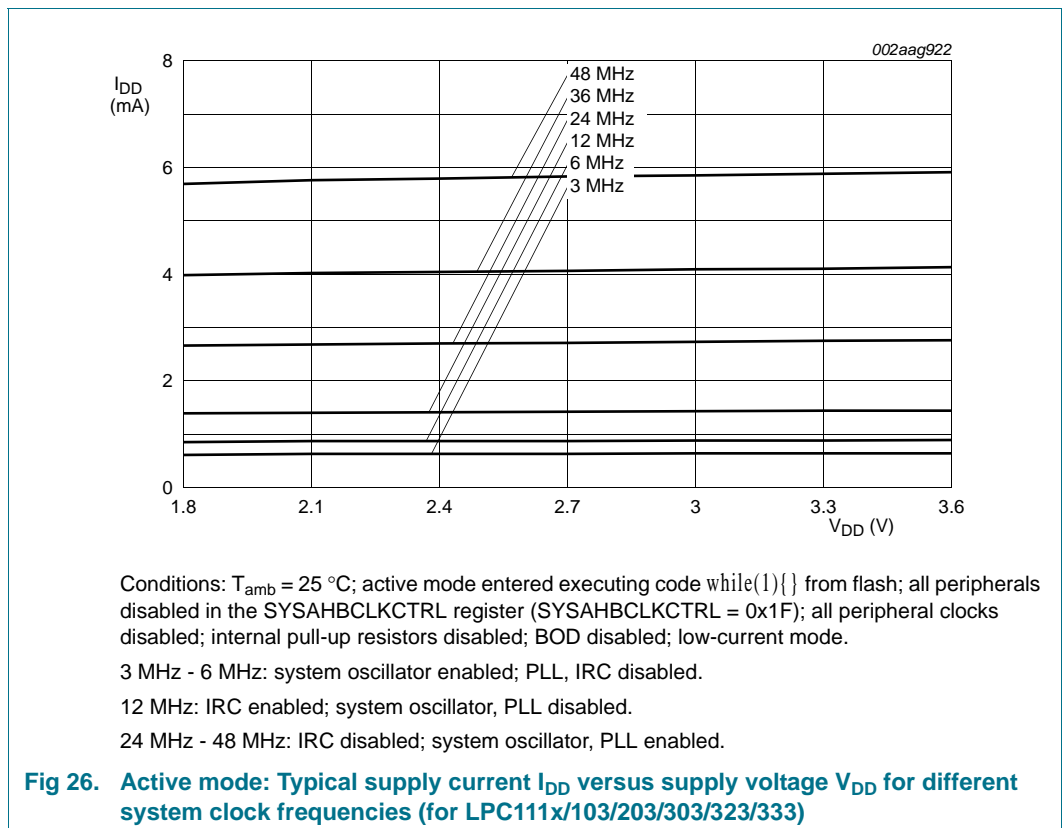 002aag922
8
I_DD
(mA)
48 MHz
36 MHz
24 MHz
12 MHz
6 MHz
3 MHz
6
4
2
0
1.8
2.1
2.4
2.7
3
3.3
3.6
V_DD (V)
Conditions: T_amb = 25 °C; active mode entered executing code while(1){} from flash; all peripherals
disabled in the SYSAHBCLKCTRL register (SYSAHBCLKCTRL = 0x1F); all peripheral clocks
disabled; internal pull-up resistors disabled; BOD disabled; low-current mode.
3 MHz - 6 MHz: system oscillator enabled; PLL, IRC disabled.
12 MHz: IRC enabled; system oscillator, PLL disabled.
24 MHz - 48 MHz: IRC disabled; system oscillator, PLL enabled.
Fig 26. Active mode: Typical supply current I_DD versus supply voltage V_DD for different
system clock frequencies (for LPC111x/103/203/303/323/333)